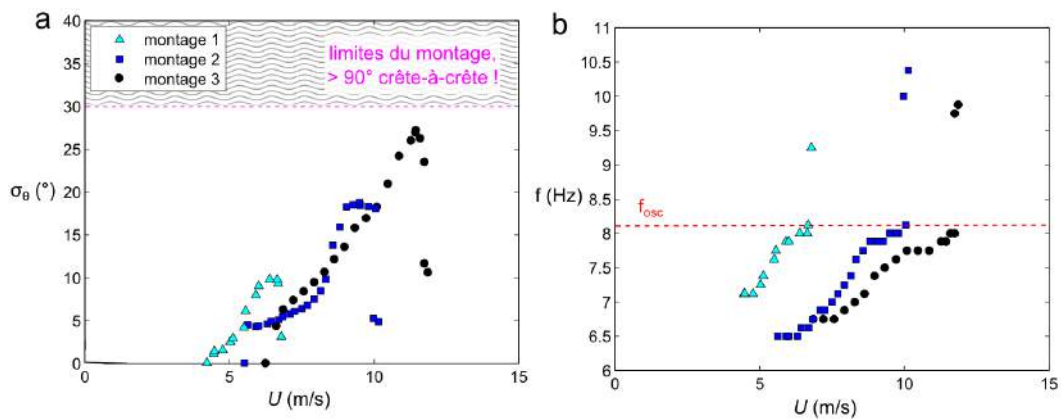 a
40
35
30
25
20
15
10
5
0
σθ (°)
montage 1
montage 2
montage 3
limites du montage,
> 90° crête-à-crête !
0 5 10 15
U (m/s)
b
11
10.5
10
9.5
9
8.5
8
7.5
7
6.5
6
f (Hz)
fosc
0 5 10 15
U (m/s)